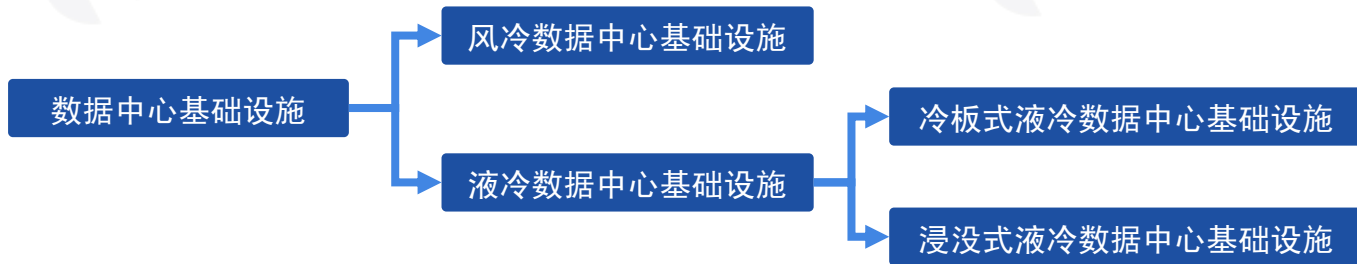 风冷数据中心基础设施
数据中心基础设施
冷板式液冷数据中心基础设施
液冷数据中心基础设施
浸没式液冷数据中心基础设施